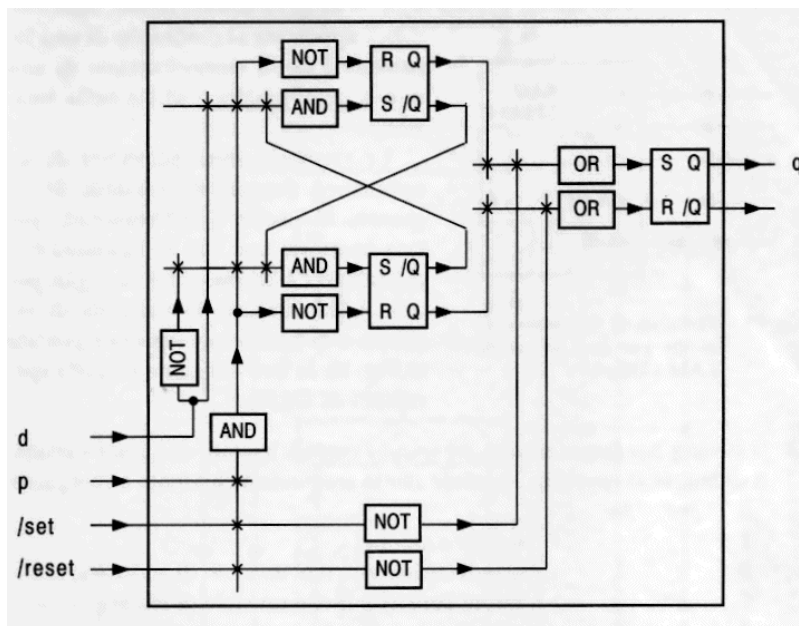 NOT
R Q
AND
S /Q
OR
S Q
q
OR
R /Q
AND
S /Q
NOT
R Q
NOT
d
AND
p
/set
NOT
/reset
NOT